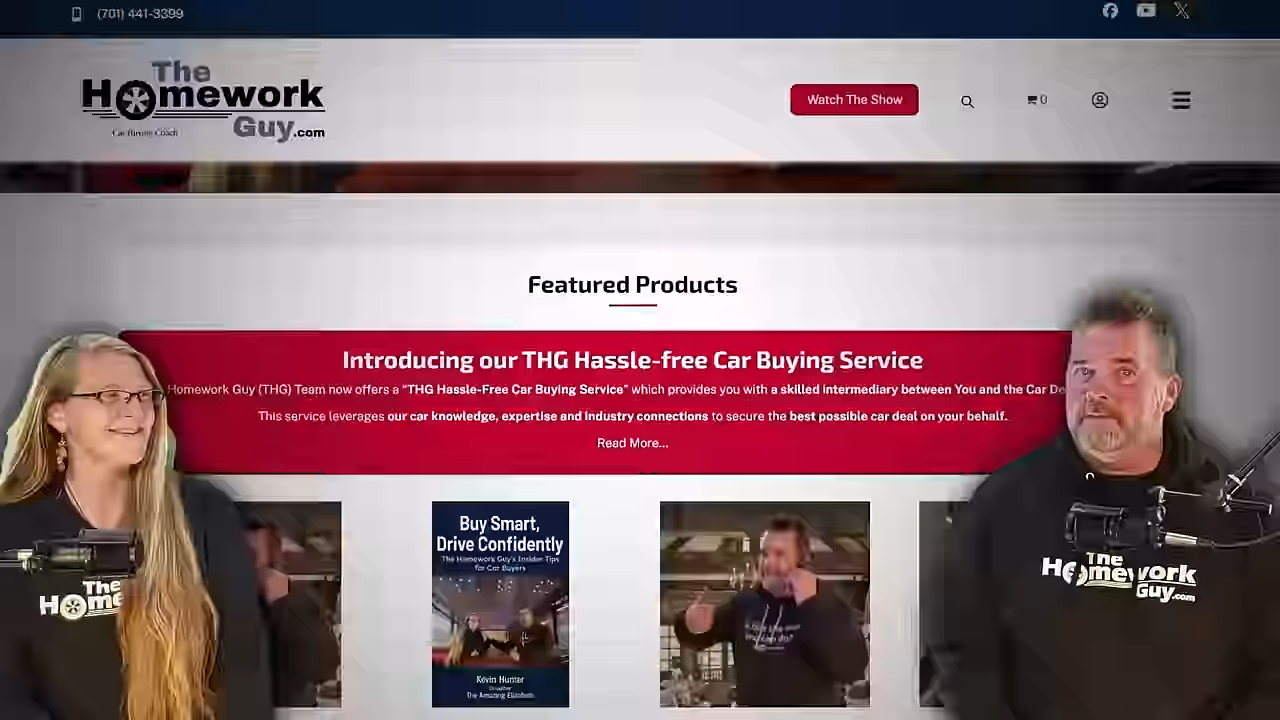 (701) 441-3399
The
Homework
Guy.com
Car Buying Coach
Watch The Show
0
Featured Products
Introducing our THG Hassle-free Car Buying Service
Homework Guy (THG) Team now offers a “THG Hassle-Free Car Buying Service” which provides you with a skilled intermediary between You and the Car De
This service leverages our car knowledge, expertise and industry connections to secure the best possible car deal on your behalf.
Read More...
Buy Smart,
Drive Confidently
The Homework Guy's Insider Tips
for Car Buyers
Kevin Hunter
The Amazing Elizabeth
The
Home
The
Homework
Guy.com